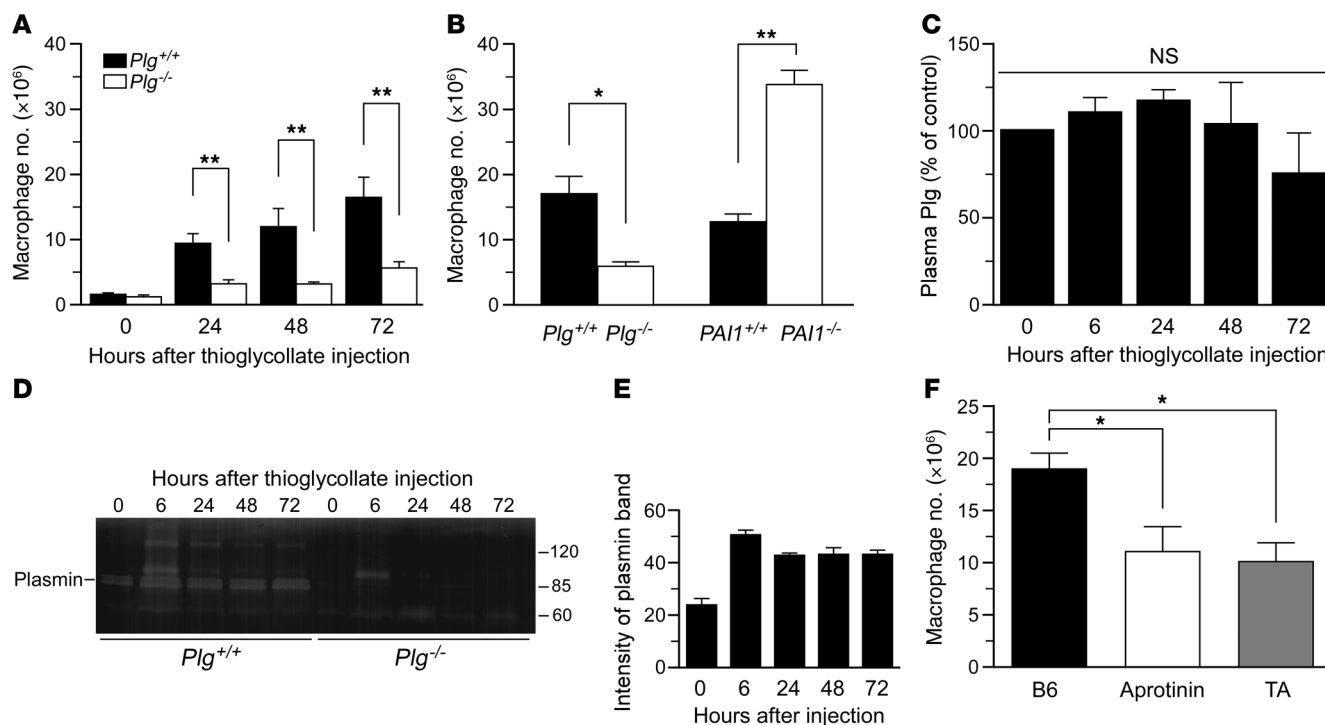 A
Macrophage no. (×10⁶)
40
30
20
10
0
Plg+/+
Plg-/-
**
**
**
0 24 48 72
Hours after thioglycollate injection
B
Macrophage no. (×10⁶)
40
30
20
10
0
*
**
Plg+/+ Plg-/- PAI1+/+ PAI1-/-
C
Plasma Plg (% of control)
150
100
50
0
NS
0 6 24 48 72
Hours after thioglycollate injection
D
Hours after thioglycollate injection
0 6 24 48 72 0 6 24 48 72
Plasmin
120
85
60
Plg+/+ Plg-/-
E
Intensity of plasmin band
60
40
20
0
0 6 24 48 72
Hours after injection
F
Macrophage no. (×10⁶)
25
20
15
10
5
0
*
*
B6 Aprotinin TA